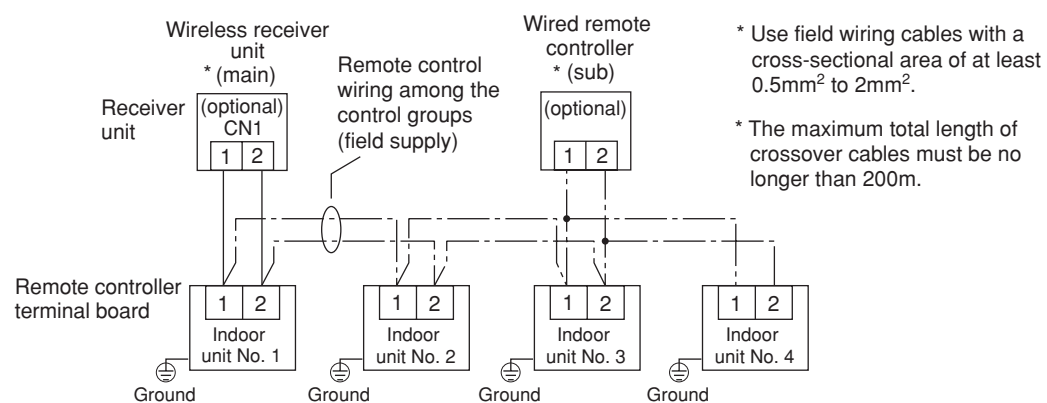 Wireless receiver
unit
* (main)
Receiver
unit
(optional)
CN1
1 2
Remote control
wiring among the
control groups
(field supply)
Wired remote
controller
* (sub)
(optional)
1 2
* Use field wiring cables with a
cross-sectional area of at least
0.5mm² to 2mm².
* The maximum total length of
crossover cables must be no
longer than 200m.
Remote controller
terminal board
1 2
Indoor
unit No. 1
Ground
1 2
Indoor
unit No. 2
Ground
1 2
Indoor
unit No. 3
Ground
1 2
Indoor
unit No. 4
Ground